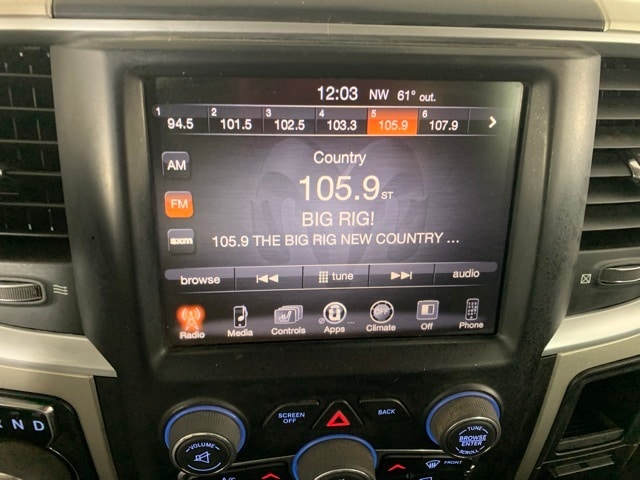 12:03 NW 61° out.
1 94.5 2 101.5 3 102.5 4 103.3 5 105.9 6 107.9
Country
AM
105.9 ST
FM
BIG RIG!
sxm
105.9 THE BIG RIG NEW COUNTRY ...
browse tune audio
Radio Media Controls Apps Climate Off Phone
SCREEN OFF
BACK
R N D
VOLUME
TUNE
BROWSE
ENTER
SCROLL
FRONT
A/C